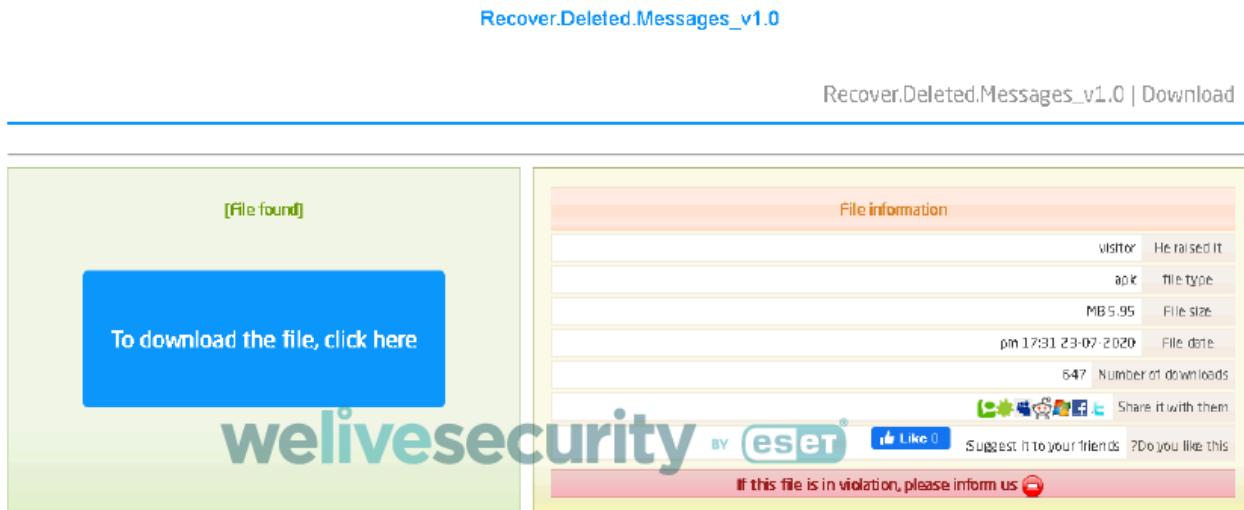 Recover.Deleted.Messages_v1.0
Recover.Deleted.Messages_v1.0 | Download
[File found]
To download the file, click here
File information
visitor He raised it
apk file type
MB 5.95 File size
pm 17:31 23-07-2020 File date
647 Number of downloads
Share it with them
Like 0 Suggest it to your friends ?Do you like this
If this file is in violation, please inform us
welivesecurity BY eset